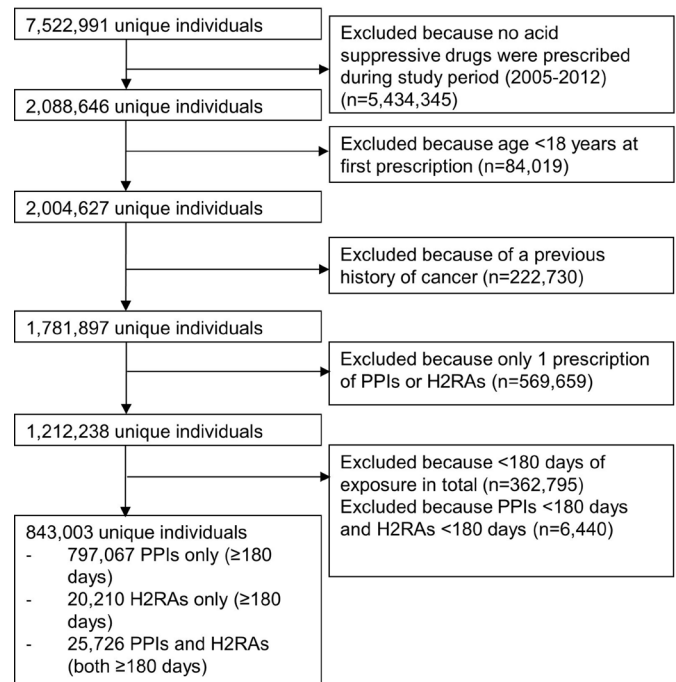 7,522,991 unique individuals
Excluded because no acid
suppressive drugs were prescribed
during study period (2005-2012)
(n=5,434,345)
2,088,646 unique individuals
Excluded because age <18 years at
first prescription (n=84,019)
2,004,627 unique individuals
Excluded because of a previous
history of cancer (n=222,730)
1,781,897 unique individuals
Excluded because only 1 prescription
of PPIs or H2RAs (n=569,659)
1,212,238 unique individuals
Excluded because <180 days of
exposure in total (n=362,795)
Excluded because PPIs <180 days
and H2RAs <180 days (n=6,440)
843,003 unique individuals
- 797,067 PPIs only (≥180
days)
- 20,210 H2RAs only (≥180
days)
- 25,726 PPIs and H2RAs
(both ≥180 days)